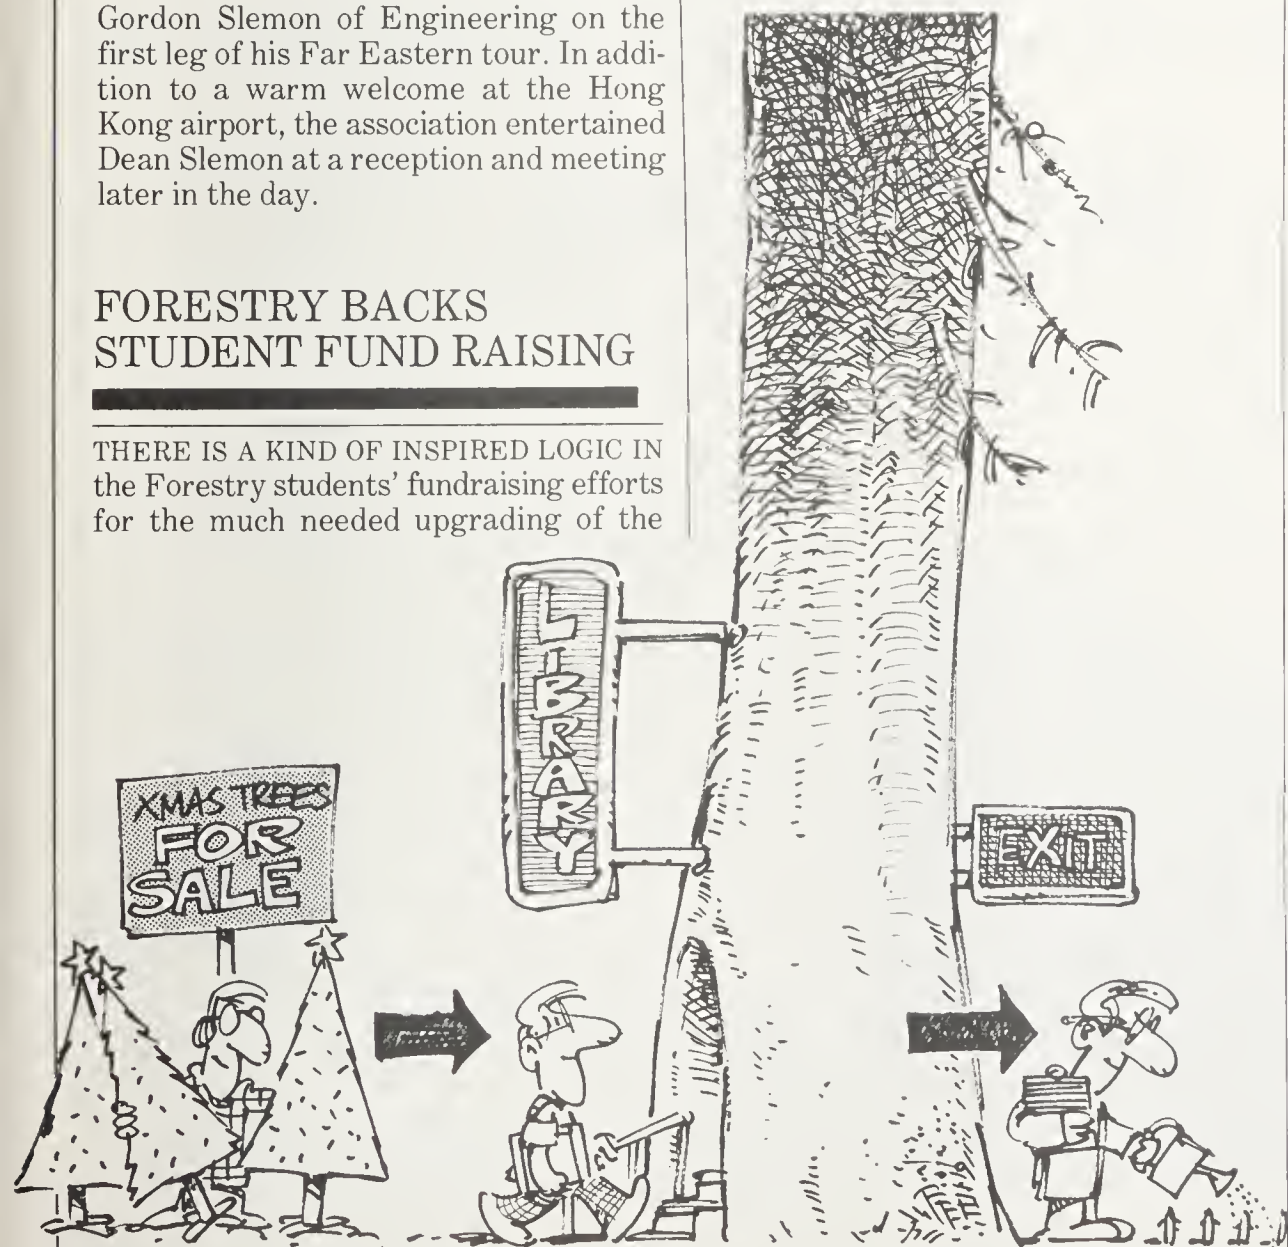 Gordon Slemon of Engineering on the
first leg of his Far Eastern tour. In addi-
tion to a warm welcome at the Hong
Kong airport, the association entertained
Dean Slemon at a reception and meeting
later in the day.
FORESTRY BACKS
STUDENT FUND RAISING
THERE IS A KIND OF INSPIRED LOGIC IN
the Forestry students' fundraising efforts
for the much needed upgrading of the
XMAS TREES
FOR
SALE
LIBRARY
EXIT